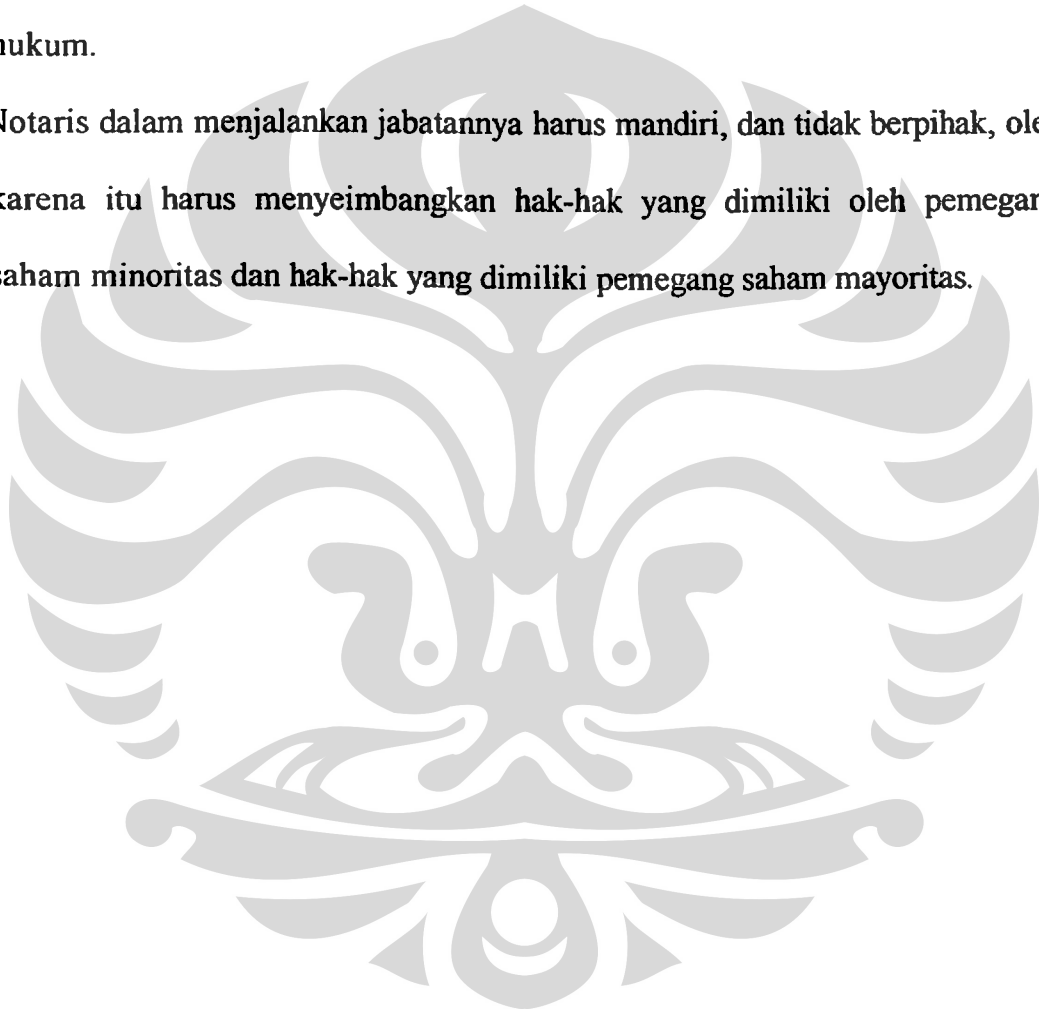 hukum.
Notaris dalam menjalankan jabatannya harus mandiri, dan tidak berpihak, ole
karena itu harus menyeimbangkan hak-hak yang dimiliki oleh pemegan
saham minoritas dan hak-hak yang dimiliki pemegang saham mayoritas.